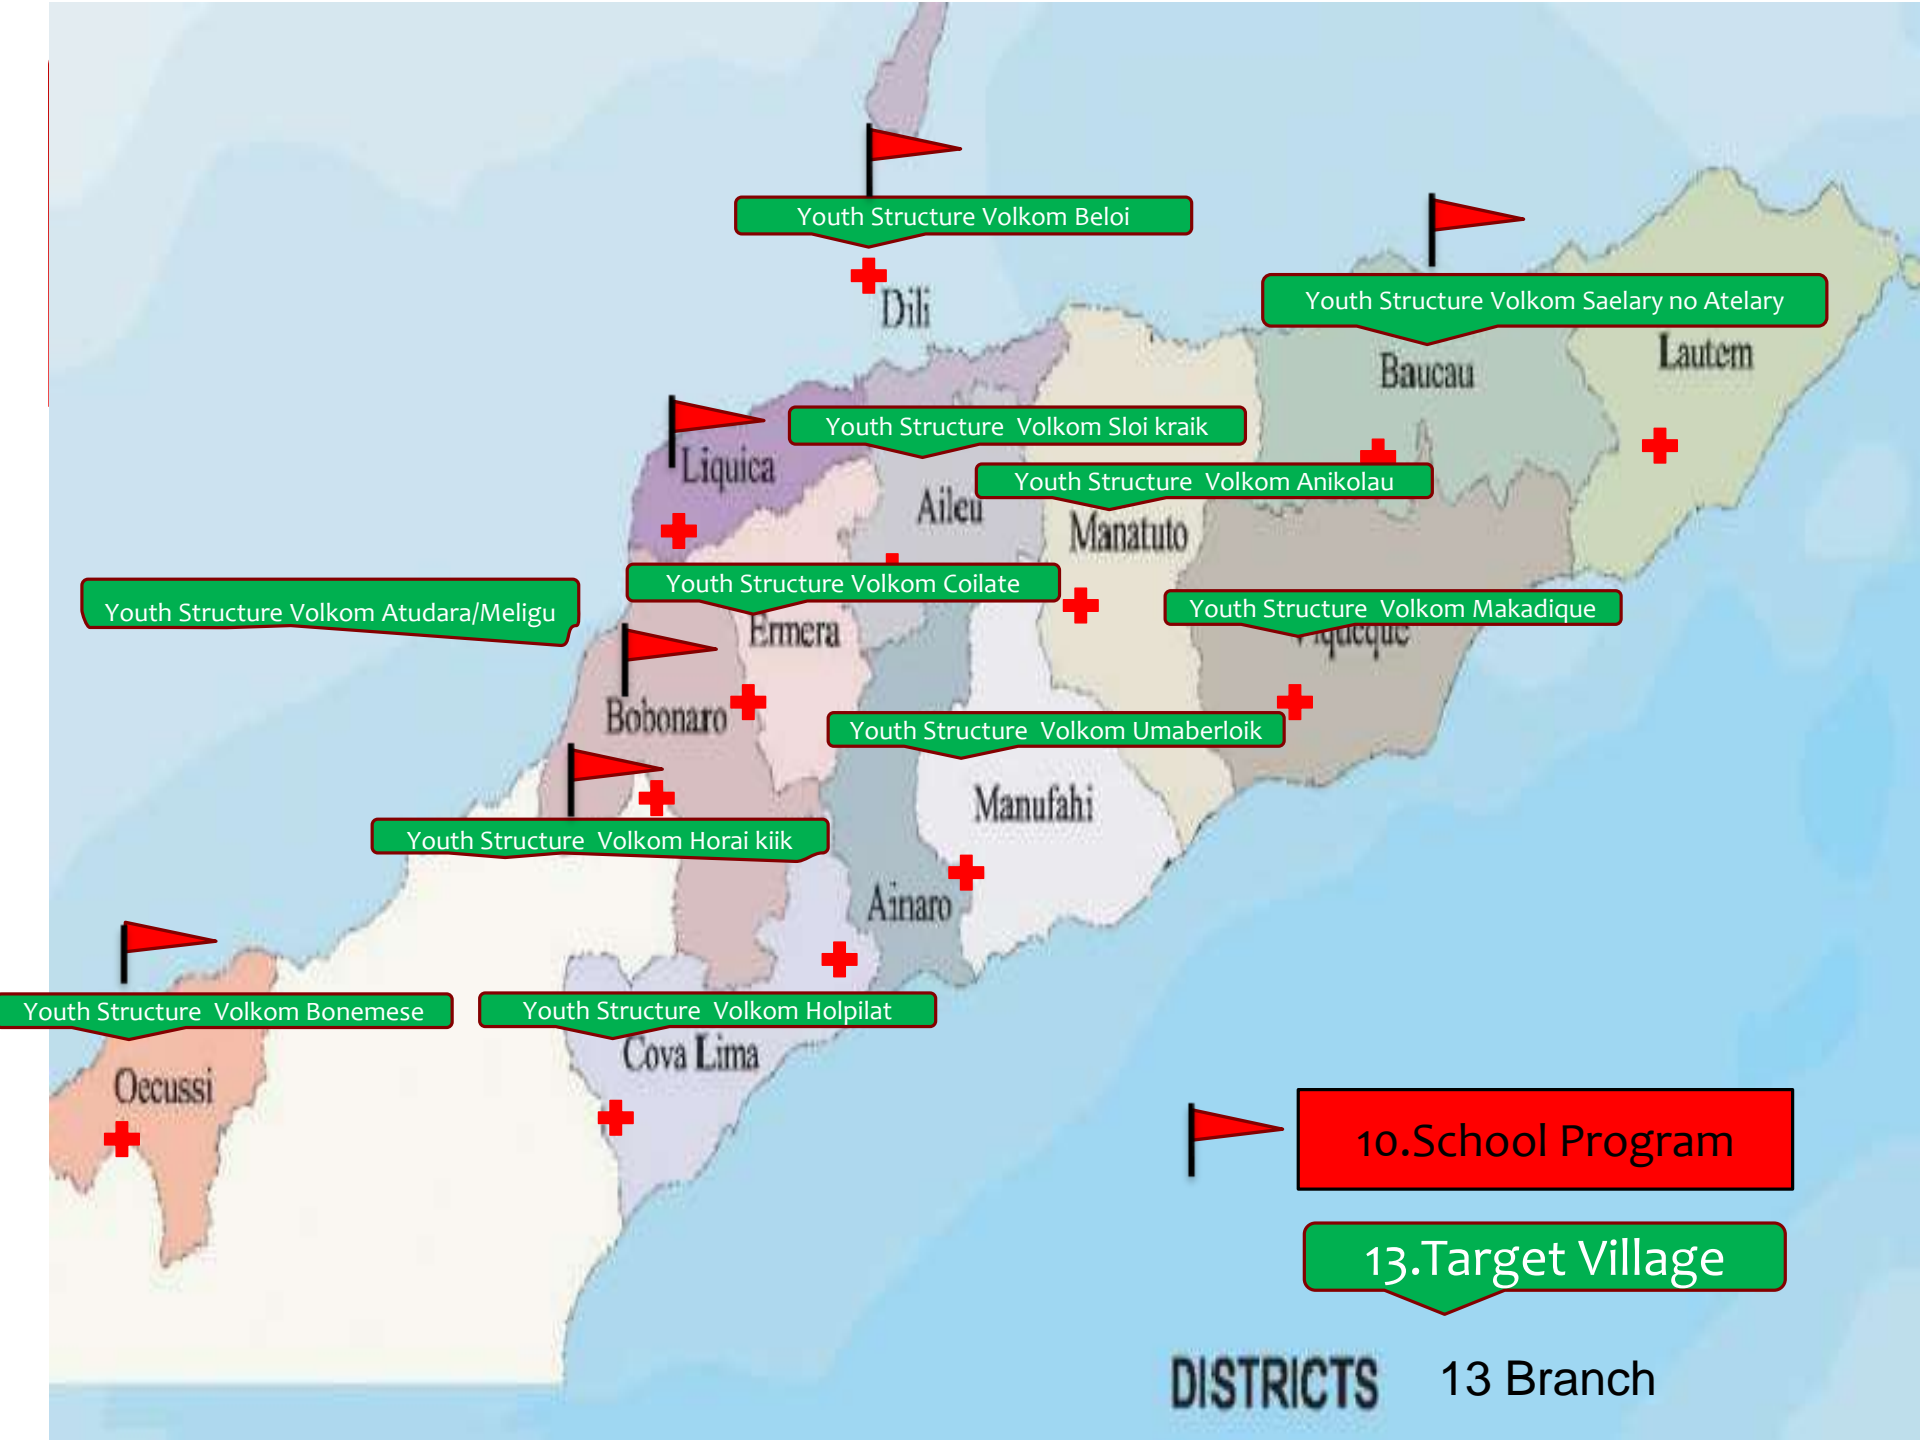 Youth Structure Volkom Beloi
Youth Structure Volkom Saelary no Atelary
Dili
Lautem
Baucau
Youth Structure Volkom Sloi kraik
Liquica
Youth Structure Volkom Anikolau
Aileu
Manatuto
Youth Structure Volkom Coilate
Youth Structure Volkom Atudara/Meligu
Youth Structure Volkom Makadique
Ermera
Viqueque
Bobonaro
Youth Structure Volkom Umaberloik
Manufahi
Youth Structure Volkom Horai kiik
Ainaro
Youth Structure Volkom Bonemese
Youth Structure Volkom Holpilat
Cova Lima
Oecussi
10.School Program
13.Target Village
DISTRICTS 13 Branch